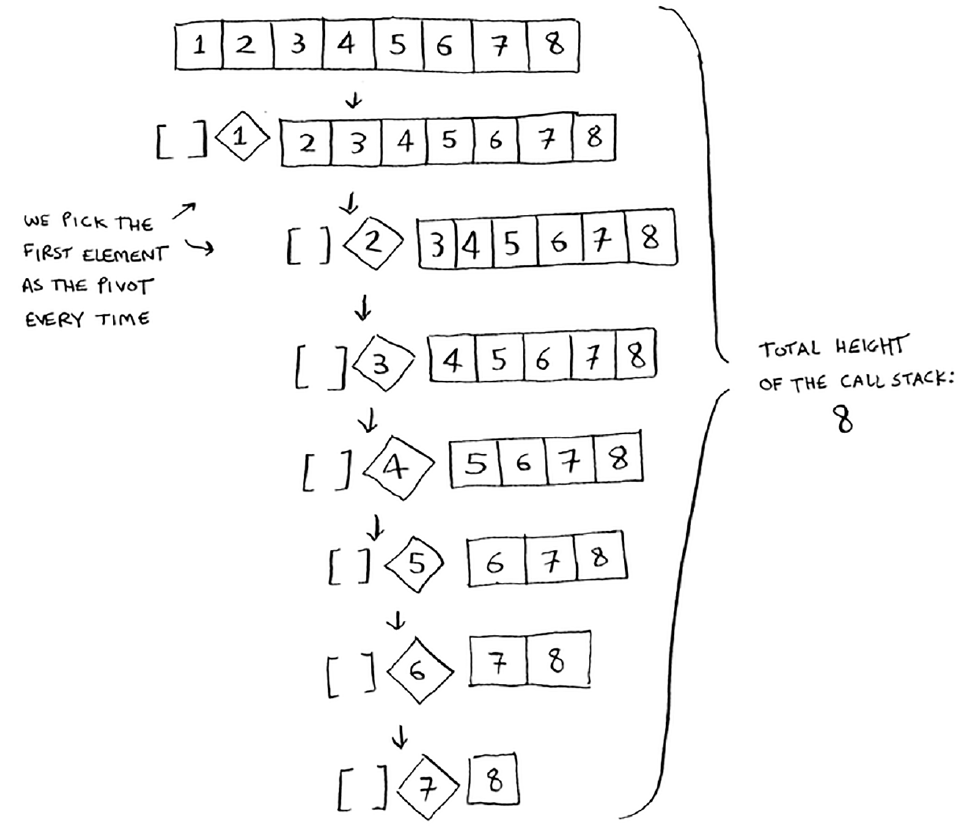 1 2 3 4 5 6 7 8
[ ] 1 2 3 4 5 6 7 8
WE PICK THE
FIRST ELEMENT
AS THE PIVOT
EVERY TIME
[ ] 2 3 4 5 6 7 8
[ ] 3 4 5 6 7 8
[ ] 4 5 6 7 8
[ ] 5 6 7 8
[ ] 6 7 8
[ ] 7 8
TOTAL HEIGHT
OF THE CALL STACK:
8